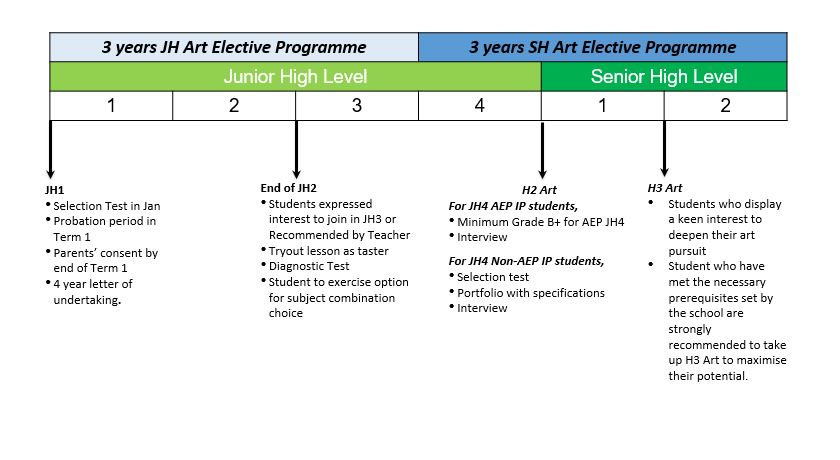 3 years JH Art Elective Programme
3 years SH Art Elective Programme
Junior High Level
Senior High Level
1
2
3
4
1
2
JH1
• Selection Test in Jan
• Probation period in
Term 1
• Parents' consent by
end of Term 1
• 4 year letter of
undertaking.
End of JH2
• Students expressed
interest to join in JH3 or
Recommended by Teacher
• Tryout lesson as taster
• Diagnostic Test
• Student to exercise option
for subject combination
choice
H2 Art
For JH4 AEP IP students,
• Minimum Grade B+ for AEP JH4
• Interview
For JH4 Non-AEP IP students,
• Selection test
• Portfolio with specifications
• Interview
H3 Art
• Students who display
a keen interest to
deepen their art
pursuit
• Student who have
met the necessary
prerequisites set by
the school are
strongly
recommended to take
up H3 Art to maximise
their potential.